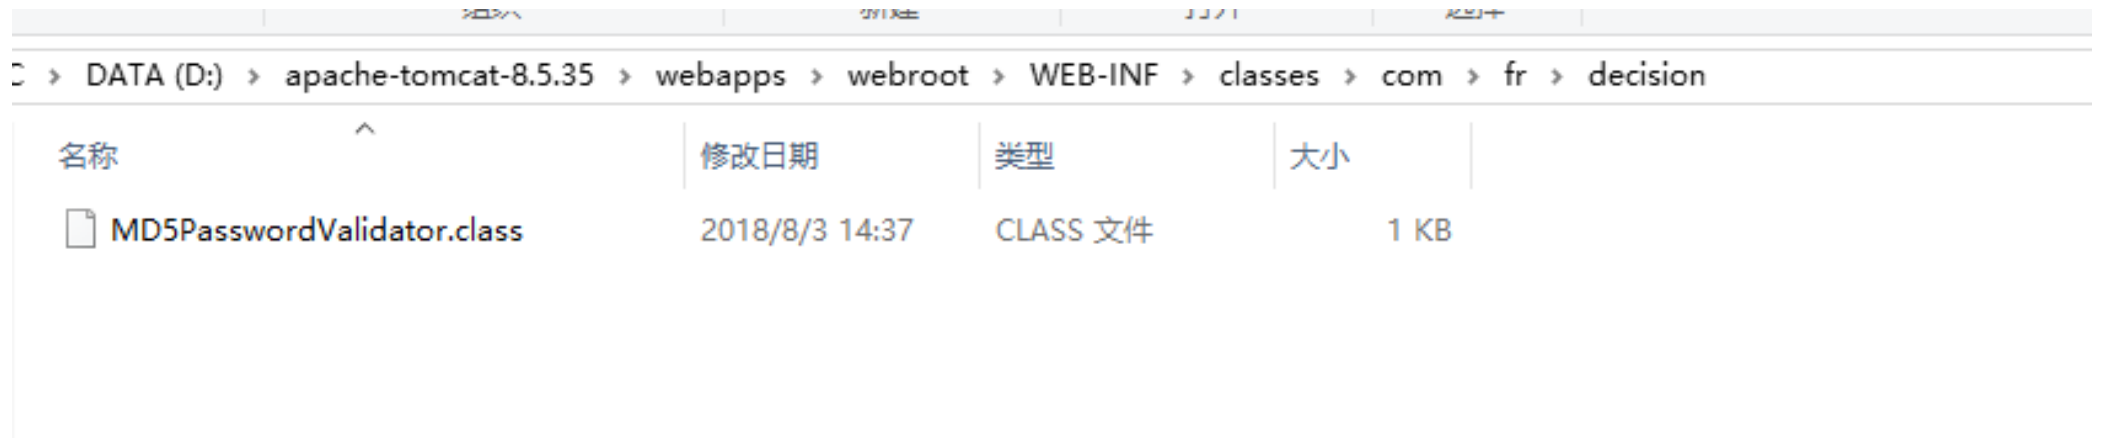 DATA (D:) > apache-tomcat-8.5.35 > webapps > webroot > WEB-INF > classes > com > fr > decision
名称 修改日期 类型 大小
MD5PasswordValidator.class 2018/8/3 14:37 CLASS 文件 1 KB